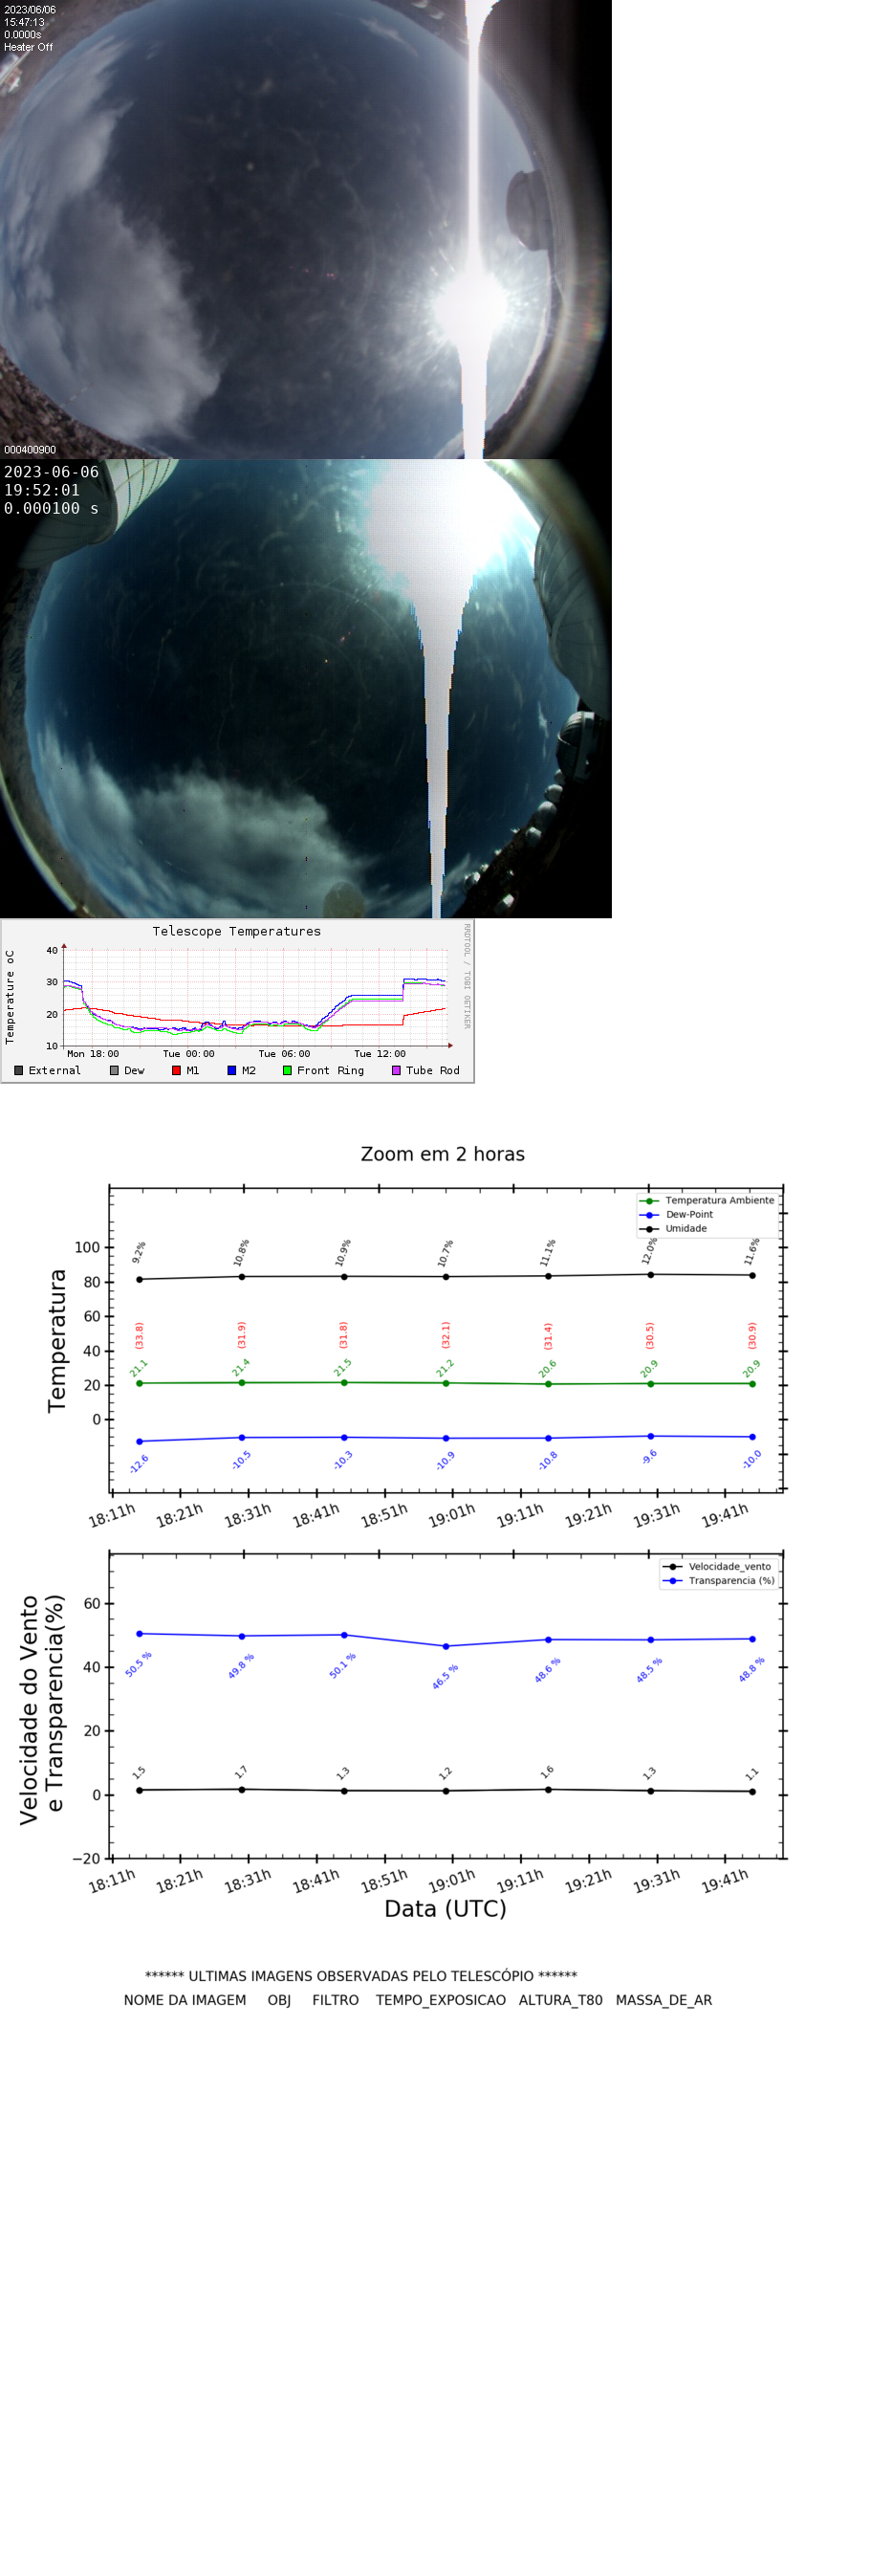 2023/06/06
15:47:13
0.0000s
Heater Off
000400900
2023-06-06
19:52:01
0.000100 s
Telescope Temperatures
RRDTOOL / TOBI OETIKER
Temperature oC
40
30
20
10
Mon 18:00 Tue 00:00 Tue 06:00 Tue 12:00
External Dew M1 M2 Front Ring Tube Rod
Zoom em 2 horas
Temperatura Ambiente
Dew-Point
Umidade
Temperatura
100
80
60
40
20
0
9.2% 10.8% 10.9% 10.7% 11.1% 12.0% 11.6%
(33.8) (31.9) (31.8) (32.1) (31.4) (30.5) (30.9)
21.1 21.4 21.5 21.2 20.6 20.9 20.9
-12.6 -10.5 -10.3 -10.9 -10.8 -9.6 -10.0
18:11h 18:21h 18:31h 18:41h 18:51h 19:01h 19:11h 19:21h 19:31h 19:41h
Velocidade_vento
Transparencia (%)
Velocidade do Vento
e Transparencia(%)
60
40
20
0
−20
50.5 % 49.8 % 50.1 % 46.5 % 48.6 % 48.5 % 48.8 %
1.5 1.7 1.3 1.2 1.6 1.3 1.1
18:11h 18:21h 18:31h 18:41h 18:51h 19:01h 19:11h 19:21h 19:31h 19:41h
Data (UTC)
****** ULTIMAS IMAGENS OBSERVADAS PELO TELESCÓPIO ******
NOME DA IMAGEM OBJ FILTRO TEMPO_EXPOSICAO ALTURA_T80 MASSA_DE_AR